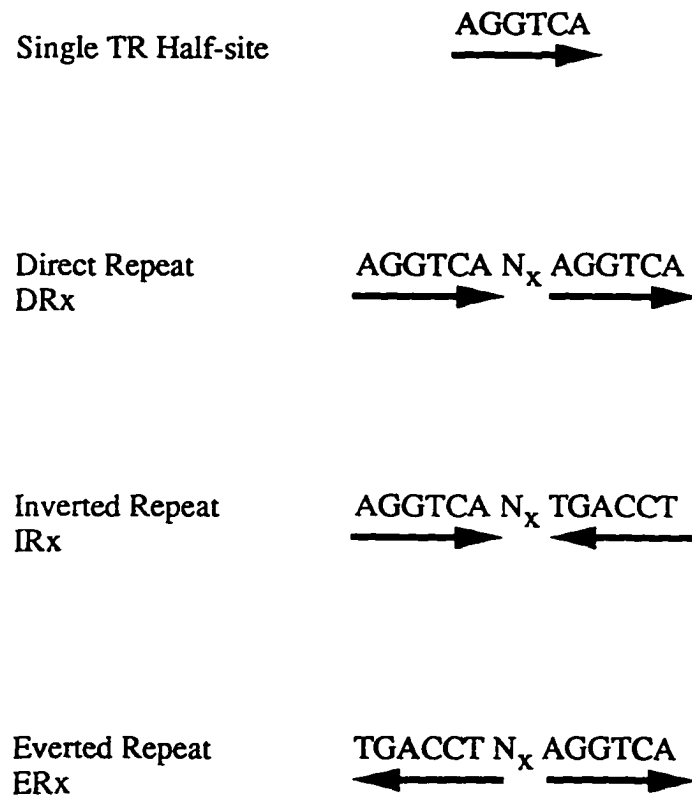 Single TR Half-site AGGTCA
Direct Repeat AGGTCA Nx AGGTCA
DRx
Inverted Repeat AGGTCA Nx TGACCT
IRx
Everted Repeat TGACCT Nx AGGTCA
ERx